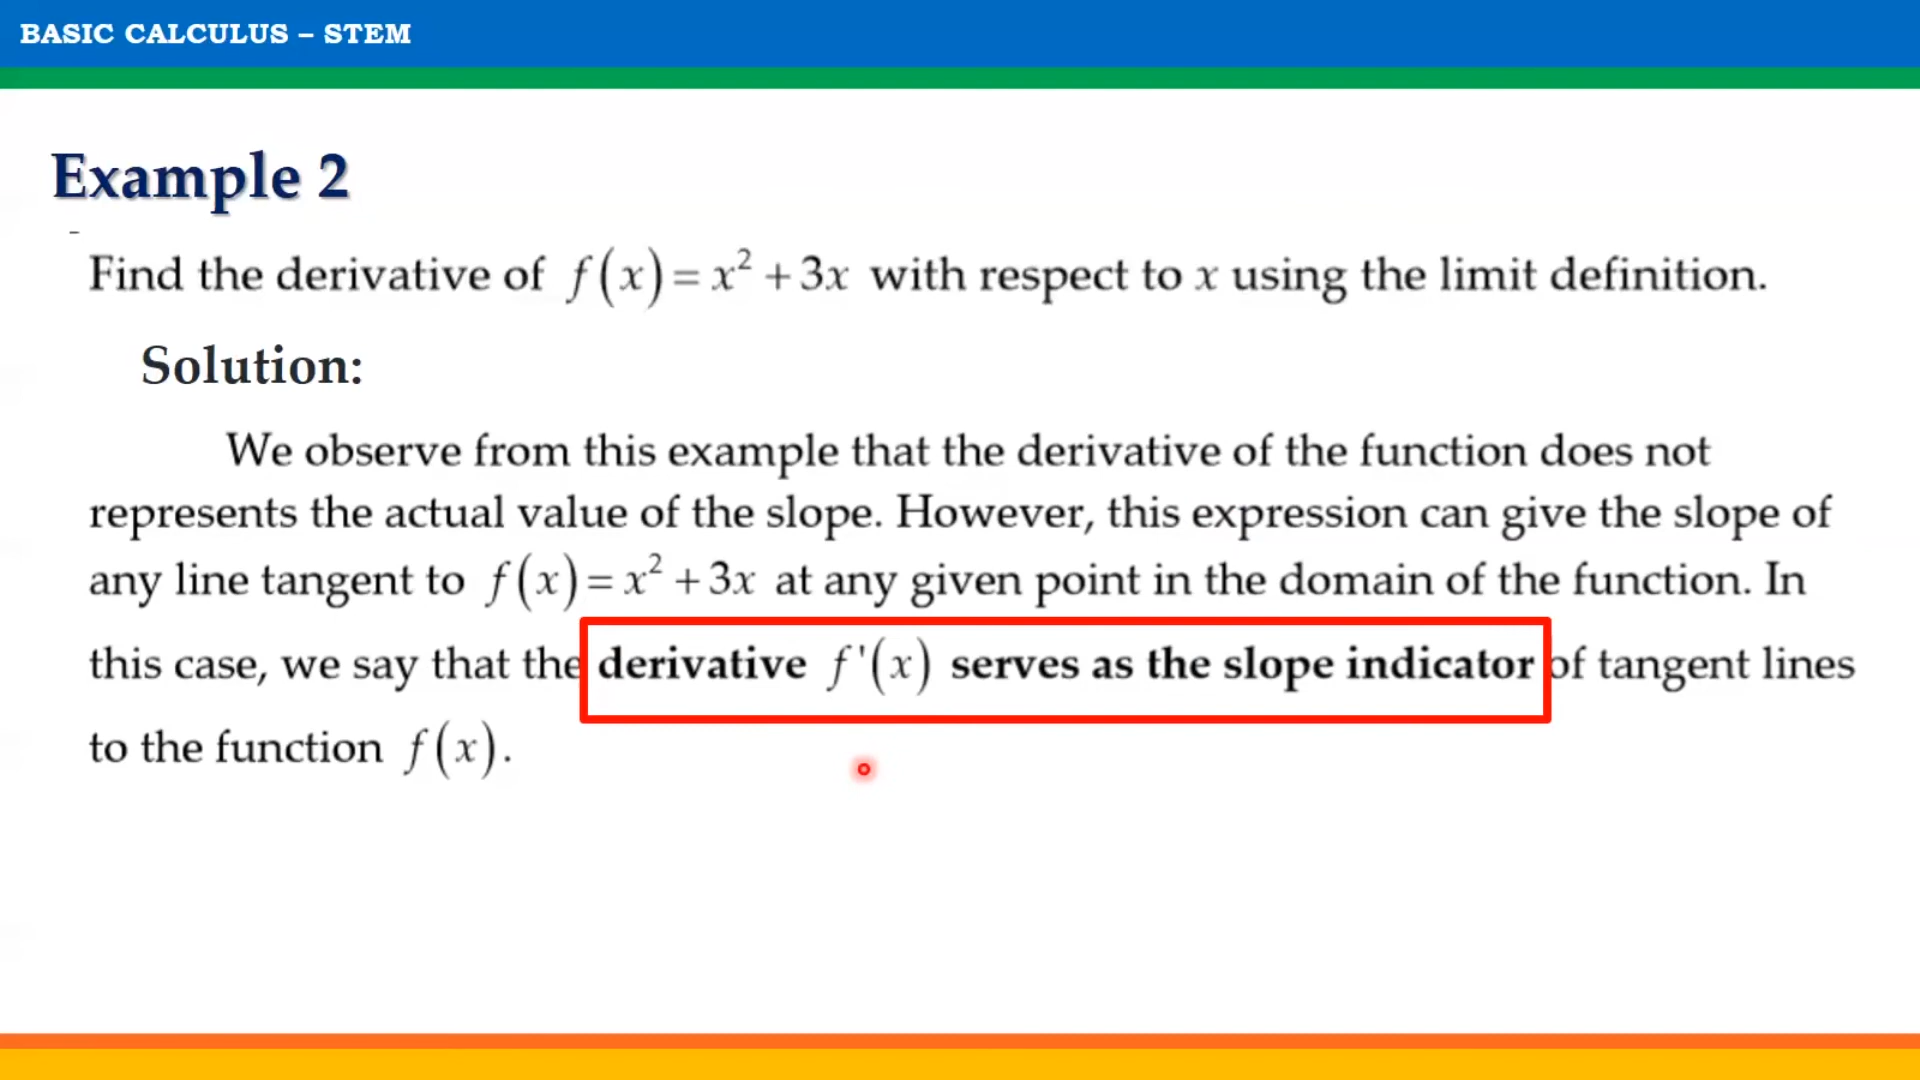 BASIC CALCULUS – STEM
Example 2
Find the derivative of f(x) = x² + 3x with respect to x using the limit definition.
Solution:
We observe from this example that the derivative of the function does not
represents the actual value of the slope. However, this expression can give the slope of
any line tangent to f(x) = x² + 3x at any given point in the domain of the function. In
this case, we say that the derivative f'(x) serves as the slope indicator of tangent lines
to the function f(x).